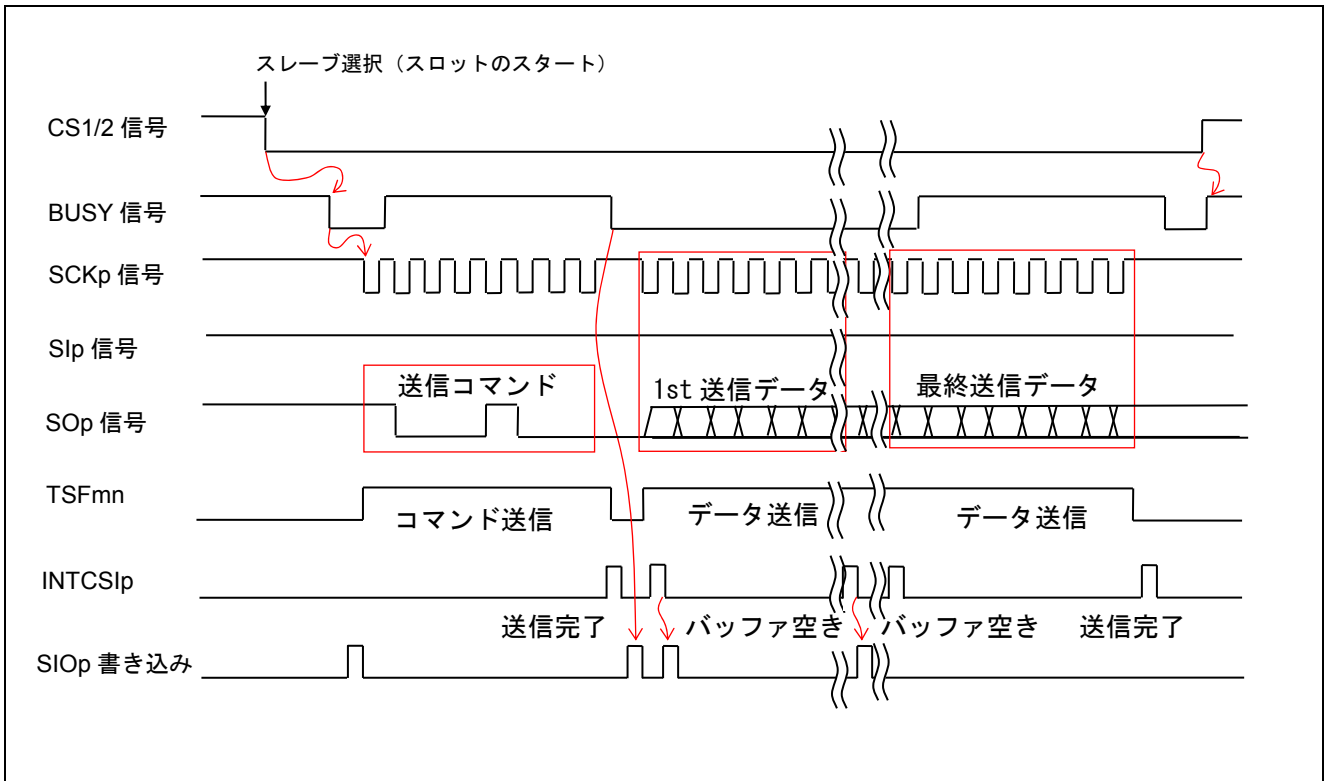 スレーブ選択（スロットのスタート）
CS1/2 信号
BUSY 信号
SCKp 信号
SIp 信号
送信コマンド
1st 送信データ
最終送信データ
SOp 信号
TSFmn
コマンド送信
データ送信
データ送信
INTCSIp
送信完了
バッファ空き
バッファ空き
送信完了
SIOp 書き込み